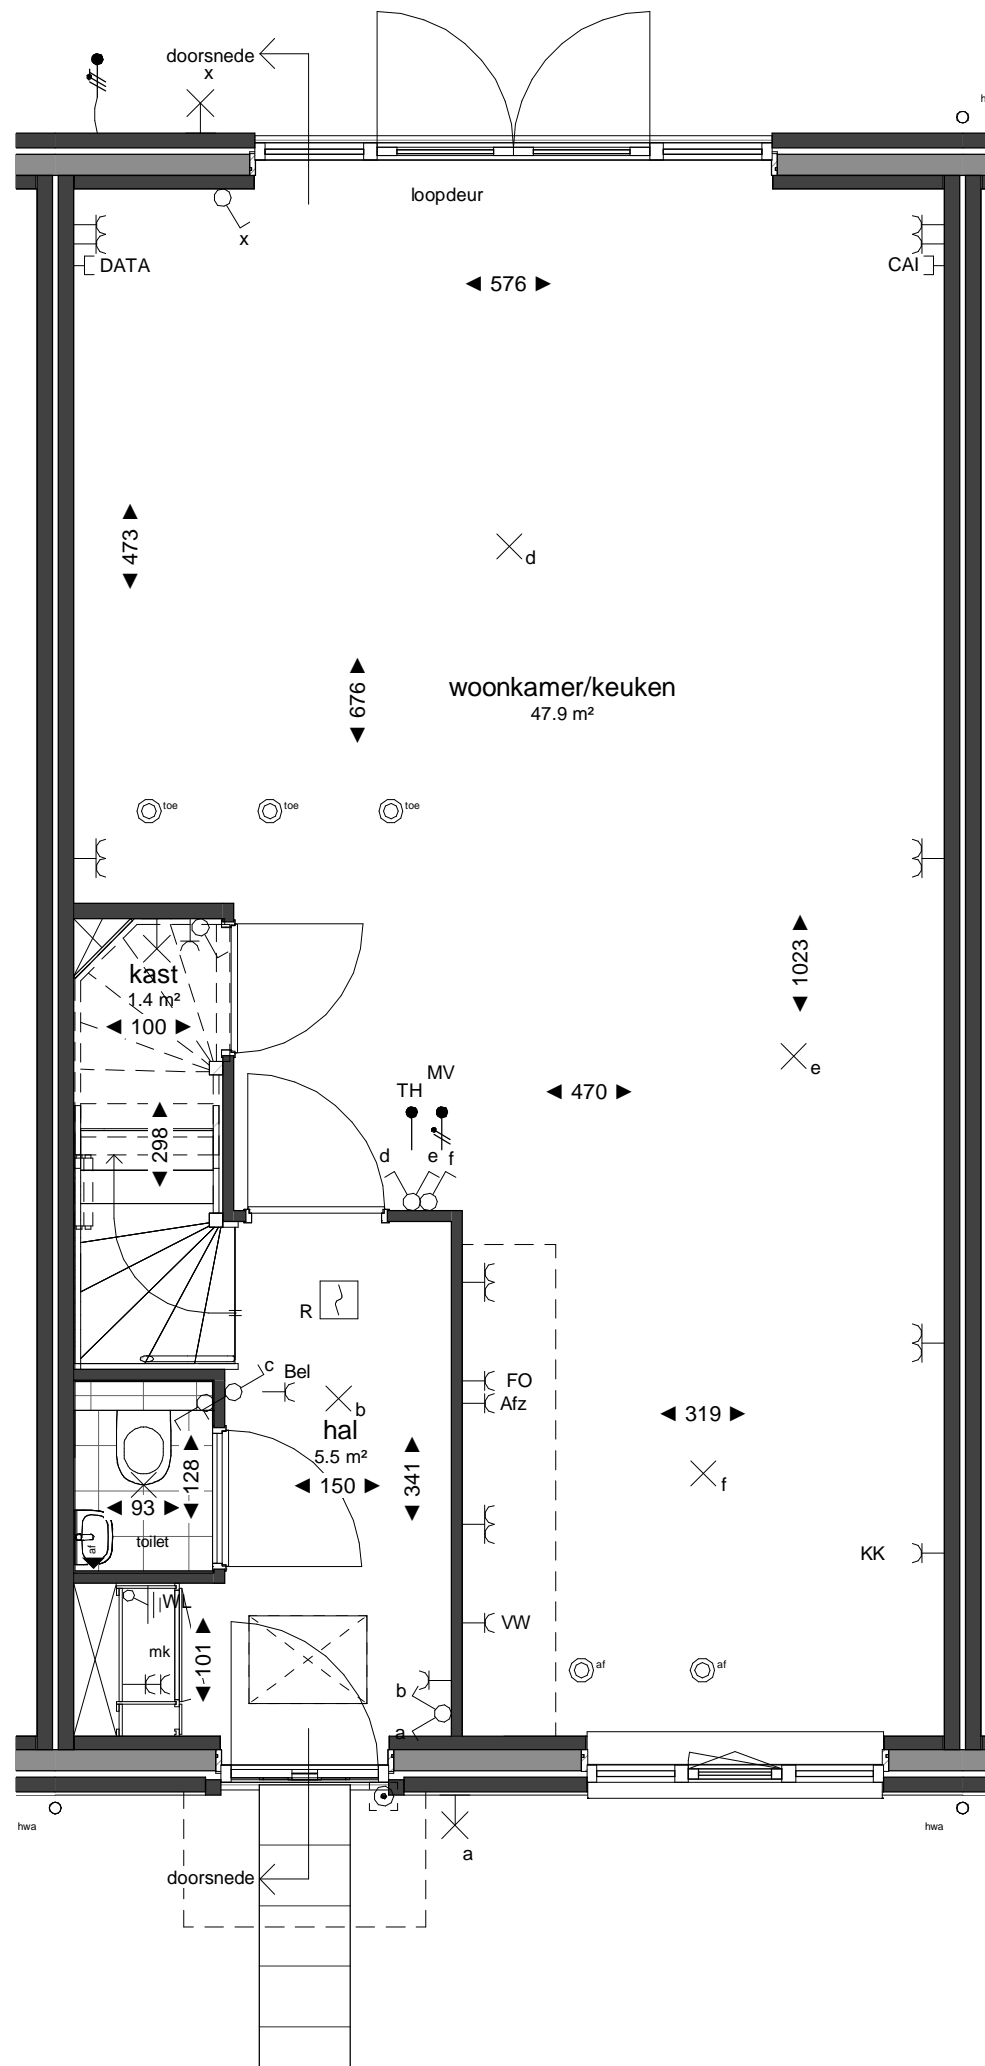 doorsnede
x
h
loopdeur
x
DATA
CAI
576
473
d
676
woonkamer/keuken
47.9 m²
toe
toe
toe
kast
1.4 m²
100
1023
e
MV
TH
470
298
d
e
f
R
c
Bel
b
FO
Afz
hal
5.5 m²
319
128
150
341
f
93
toilet
af
KK
WL
VW
mk
101
af
af
b
a
hwa
hwa
a
doorsnede